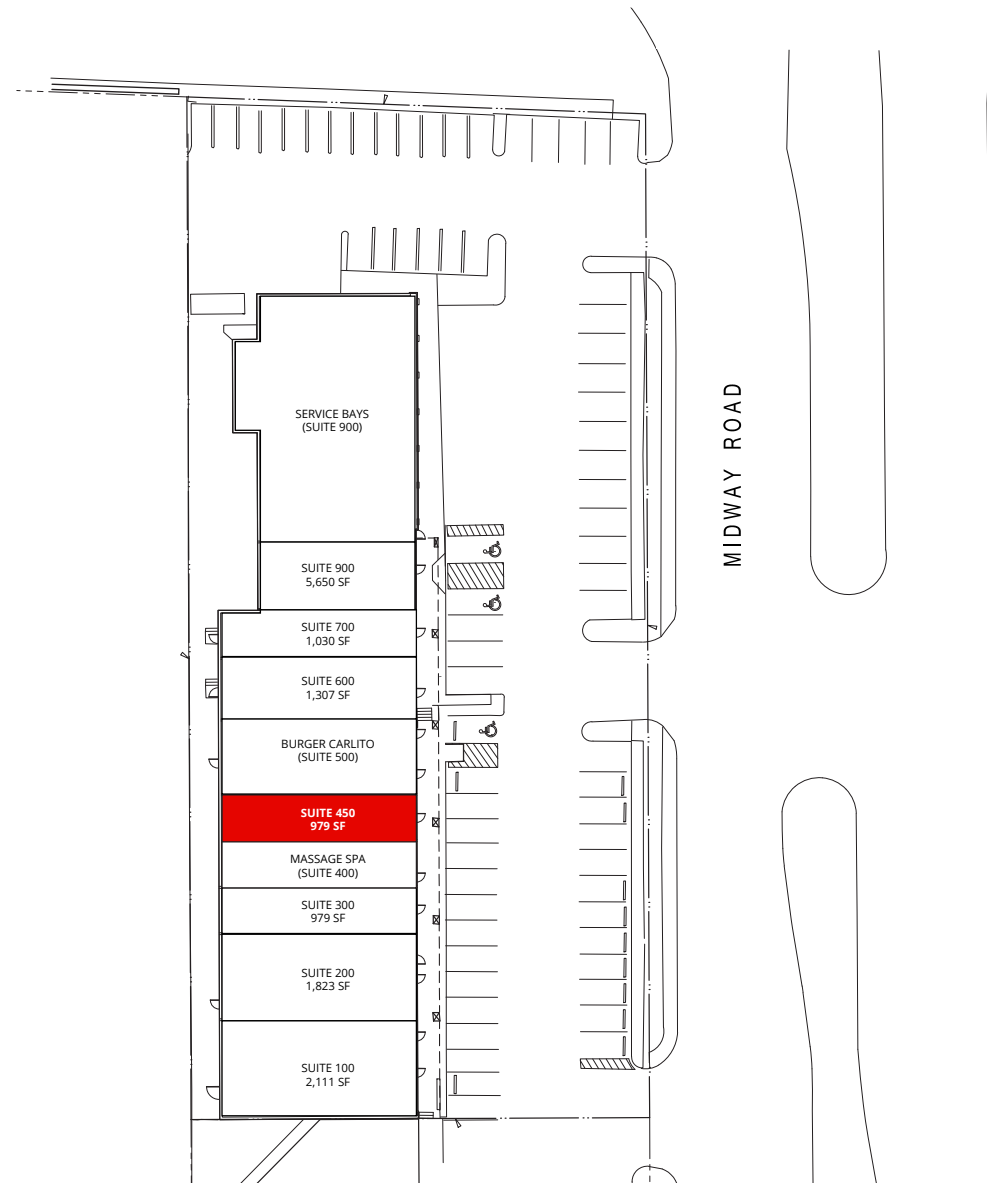 SERVICE BAYS
(SUITE 900)
MIDWAY ROAD
SUITE 900
5,650 SF
SUITE 700
1,030 SF
SUITE 600
1,307 SF
BURGER CARLITO
(SUITE 500)
SUITE 450
979 SF
MASSAGE SPA
(SUITE 400)
SUITE 300
979 SF
SUITE 200
1,823 SF
SUITE 100
2,111 SF